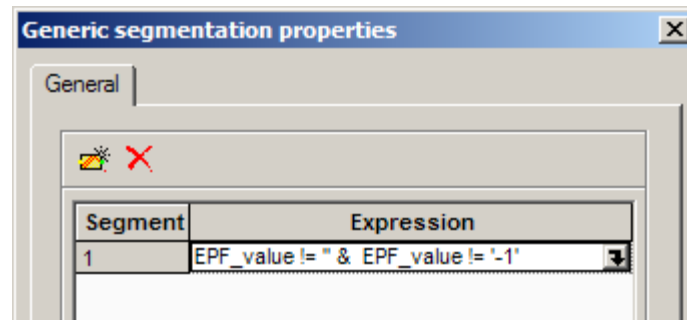 Generic segmentation properties
General
Segment Expression
1 EPF_value != '' & EPF_value != '-1'